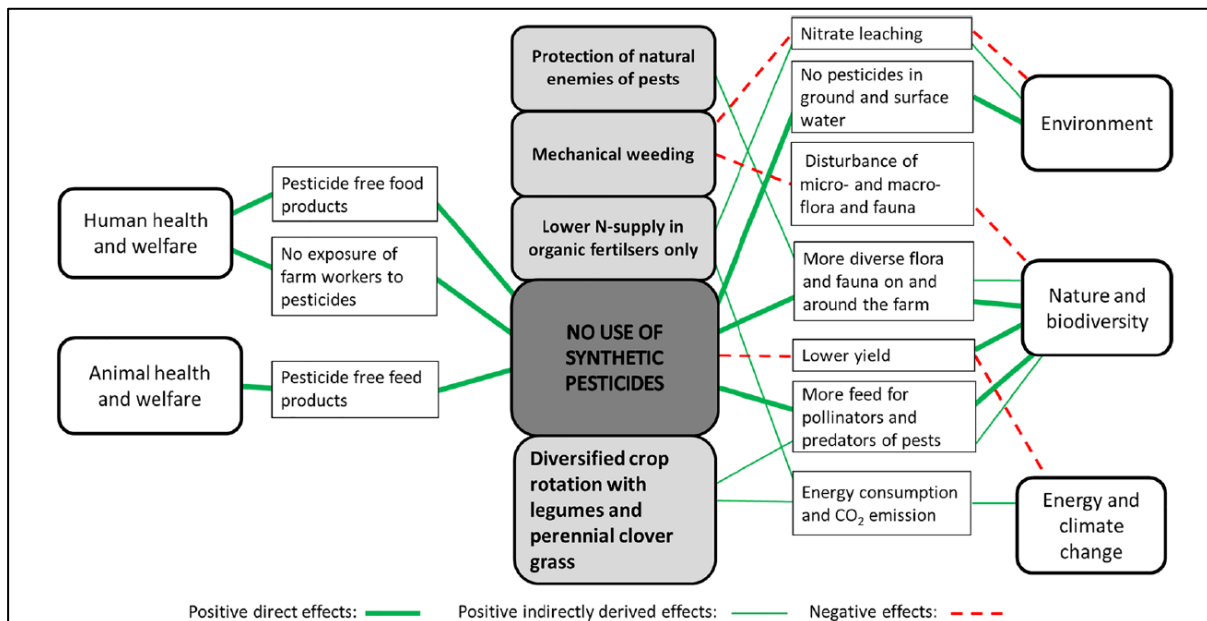 Human health
and welfare
Animal health
and welfare
Pesticide free food
products
No exposure of
farm workers to
pesticides
Pesticide free feed
products
Protection of natural
enemies of pests
Mechanical weeding
Lower N-supply in
organic fertilsers only
NO USE OF
SYNTHETIC
PESTICIDES
Diversified crop
rotation with
legumes and
perennial clover
grass
Nitrate leaching
No pesticides in
ground and surface
water
Disturbance of
micro- and macro-
flora and fauna
More diverse flora
and fauna on and
around the farm
Lower yield
More feed for
pollinators and
predators of pests
Energy consumption
and CO₂ emission
Environment
Nature and
biodiversity
Energy and
climate
change
Positive direct effects:
Positive indirectly derived effects:
Negative effects: